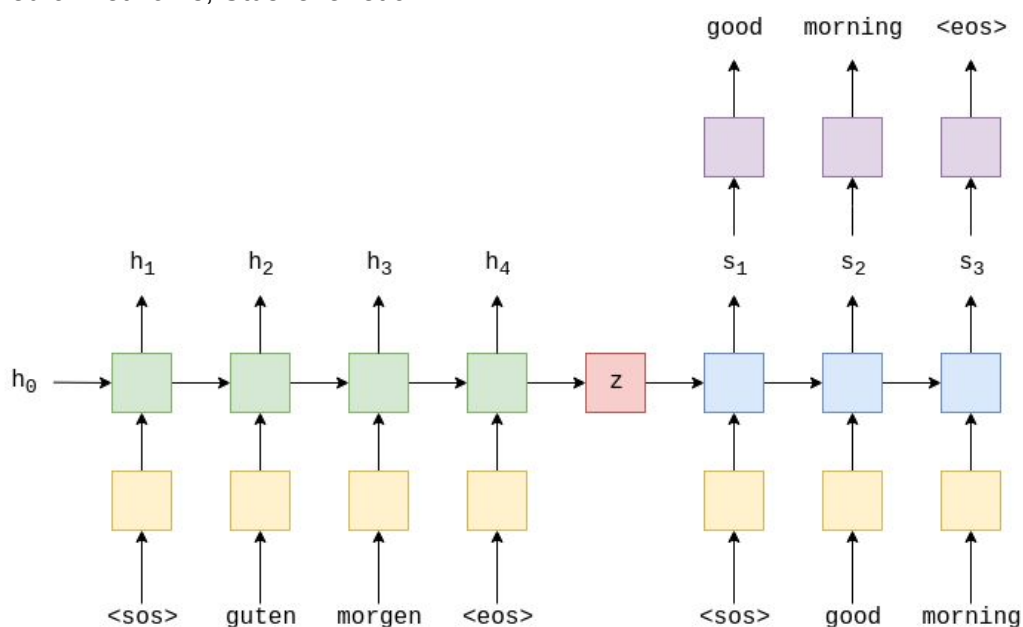 good morning <eos>
h1 h2 h3 h4 s1 s2 s3
h0 z
<sos> guten morgen <eos> <sos> good morning